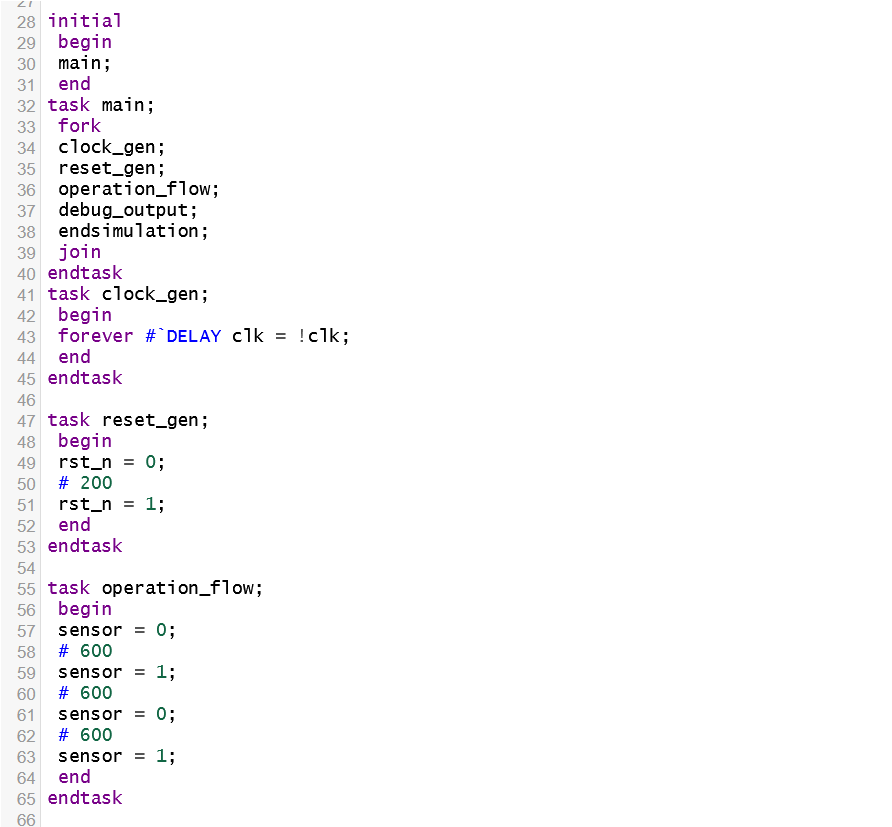 27
28 initial
29 begin
30 main;
31 end
32 task main;
33 fork
34 clock_gen;
35 reset_gen;
36 operation_flow;
37 debug_output;
38 endsimulation;
39 join
40 endtask
41 task clock_gen;
42 begin
43 forever #`DELAY clk = !clk;
44 end
45 endtask
46
47 task reset_gen;
48 begin
49 rst_n = 0;
50 # 200
51 rst_n = 1;
52 end
53 endtask
54
55 task operation_flow;
56 begin
57 sensor = 0;
58 # 600
59 sensor = 1;
60 # 600
61 sensor = 0;
62 # 600
63 sensor = 1;
64 end
65 endtask
66